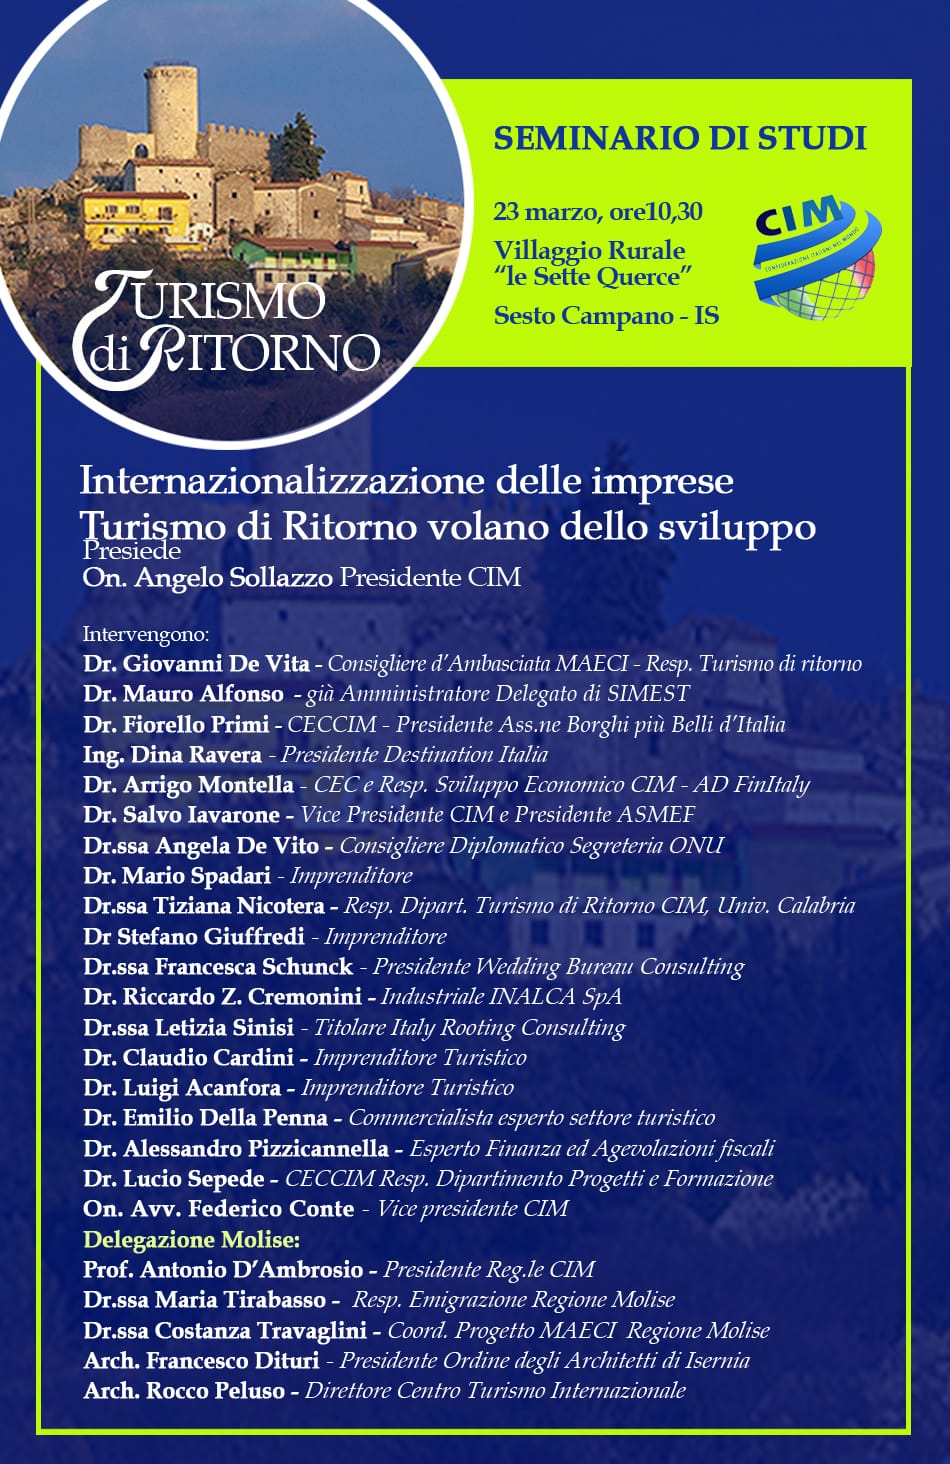 TURISMO
di RITORNO
SEMINARIO DI STUDI
23 marzo, ore10,30
Villaggio Rurale
“le Sette Querce”
Sesto Campano - IS
CIM
CONFEDERAZIONE ITALIANI NEL MONDO
Internazionalizzazione delle imprese
Turismo di Ritorno volano dello sviluppo
Presiede
On. Angelo Sollazzo Presidente CIM
Intervengono:
Dr. Giovanni De Vita - Consigliere d’Ambasciata MAECI - Resp. Turismo di ritorno
Dr. Mauro Alfonso - già Amministratore Delegato di SIMEST
Dr. Fiorello Primi - CECCIM - Presidente Ass.ne Borghi più Belli d’Italia
Ing. Dina Ravera - Presidente Destination Italia
Dr. Arrigo Montella - CEC e Resp. Sviluppo Economico CIM - AD FinItaly
Dr. Salvo Iavarone - Vice Presidente CIM e Presidente ASMEF
Dr.ssa Angela De Vito - Consigliere Diplomatico Segreteria ONU
Dr. Mario Spadari - Imprenditore
Dr.ssa Tiziana Nicotera - Resp. Dipart. Turismo di Ritorno CIM, Univ. Calabria
Dr Stefano Giuffredi - Imprenditore
Dr.ssa Francesca Schunck - Presidente Wedding Bureau Consulting
Dr. Riccardo Z. Cremonini - Industriale INALCA SpA
Dr.ssa Letizia Sinisi - Titolare Italy Rooting Consulting
Dr. Claudio Cardini - Imprenditore Turistico
Dr. Luigi Acanfora - Imprenditore Turistico
Dr. Emilio Della Penna - Commercialista esperto settore turistico
Dr. Alessandro Pizzicannella - Esperto Finanza ed Agevolazioni fiscali
Dr. Lucio Sepede - CECCIM Resp. Dipartimento Progetti e Formazione
On. Avv. Federico Conte - Vice presidente CIM
Delegazione Molise:
Prof. Antonio D’Ambrosio - Presidente Reg.le CIM
Dr.ssa Maria Tirabasso - Resp. Emigrazione Regione Molise
Dr.ssa Costanza Travaglini - Coord. Progetto MAECI Regione Molise
Arch. Francesco Dituri - Presidente Ordine degli Architetti di Isernia
Arch. Rocco Peluso - Direttore Centro Turismo Internazionale